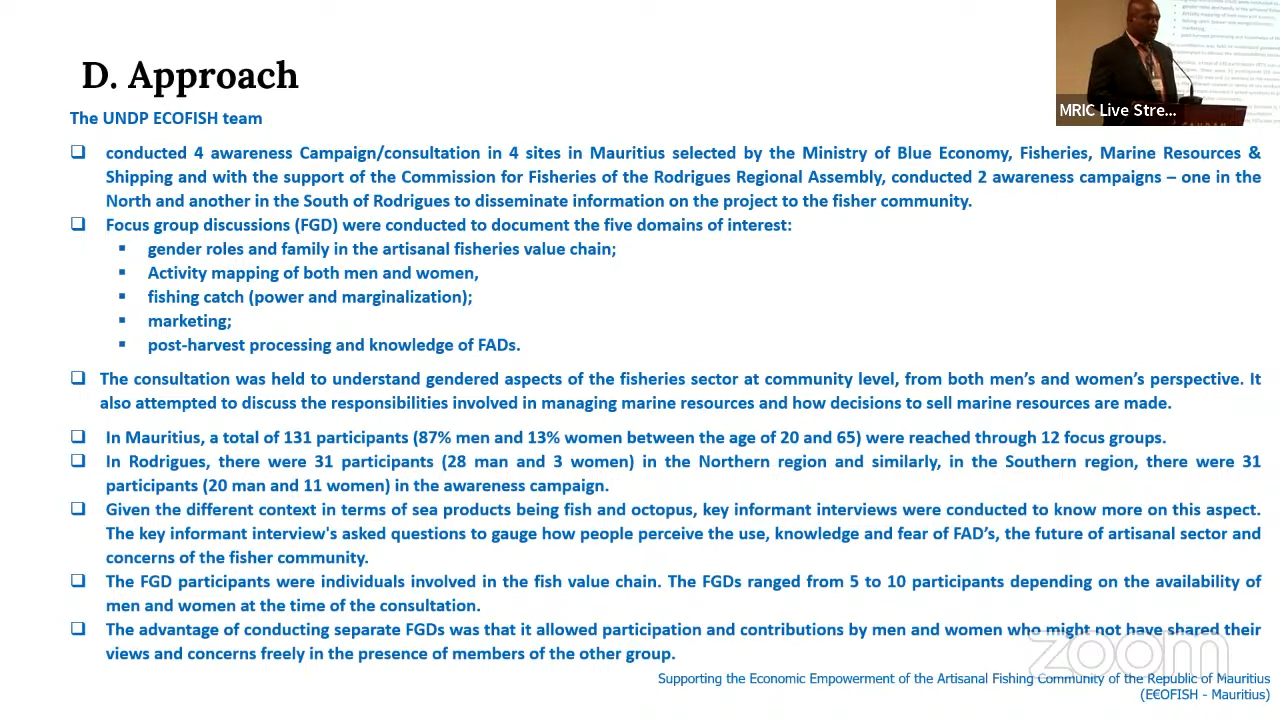 D. Approach
MRIC Live Stre...
The UNDP ECOFISH team
❑ conducted 4 awareness Campaign/consultation in 4 sites in Mauritius selected by the Ministry of Blue Economy, Fisheries, Marine Resources &
Shipping and with the support of the Commission for Fisheries of the Rodrigues Regional Assembly, conducted 2 awareness campaigns – one in the
North and another in the South of Rodrigues to disseminate information on the project to the fisher community.
❑ Focus group discussions (FGD) were conducted to document the five domains of interest:
▪ gender roles and family in the artisanal fisheries value chain;
▪ Activity mapping of both men and women,
▪ fishing catch (power and marginalization);
▪ marketing;
▪ post-harvest processing and knowledge of FADs.
❑ The consultation was held to understand gendered aspects of the fisheries sector at community level, from both men's and women's perspective. It
also attempted to discuss the responsibilities involved in managing marine resources and how decisions to sell marine resources are made.
❑ In Mauritius, a total of 131 participants (87% men and 13% women between the age of 20 and 65) were reached through 12 focus groups.
❑ In Rodrigues, there were 31 participants (28 man and 3 women) in the Northern region and similarly, in the Southern region, there were 31
participants (20 man and 11 women) in the awareness campaign.
❑ Given the different context in terms of sea products being fish and octopus, key informant interviews were conducted to know more on this aspect.
The key informant interview's asked questions to gauge how people perceive the use, knowledge and fear of FAD's, the future of artisanal sector and
concerns of the fisher community.
❑ The FGD participants were individuals involved in the fish value chain. The FGDs ranged from 5 to 10 participants depending on the availability of
men and women at the time of the consultation.
❑ The advantage of conducting separate FGDs was that it allowed participation and contributions by men and women who might not have shared their
views and concerns freely in the presence of members of the other group.
zoom
Supporting the Economic Empowerment of the Artisanal Fishing Community of the Republic of Mauritius
(ECOFISH - Mauritius)